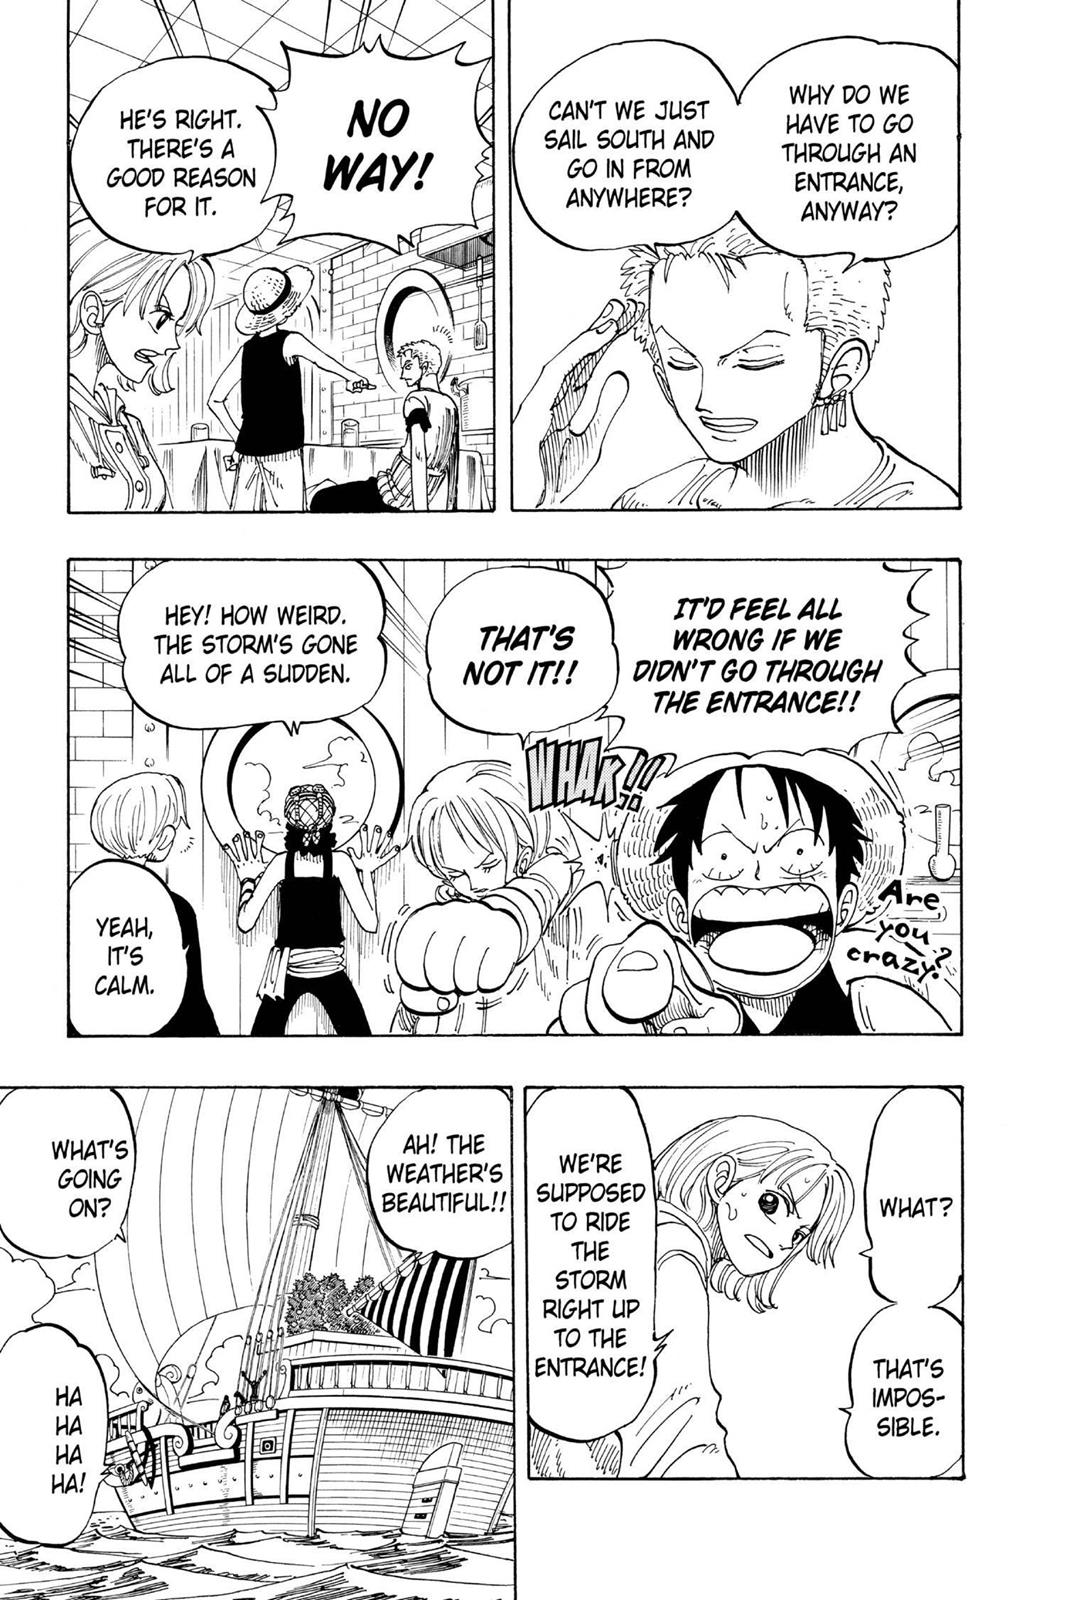 WHY DO WE
HAVE TO GO
THROUGH AN
ENTRANCE,
ANYWAY?
CAN'T WE JUST
SAIL SOUTH AND
GO IN FROM
ANYWHERE?
NO
WAY!
HE'S RIGHT.
THERE'S A
GOOD REASON
FOR IT.
IT'D FEEL ALL
WRONG IF WE
DIDN'T GO THROUGH
THE ENTRANCE!!
Are
you
crazy?
WHAK!!
THAT'S
NOT IT!!
HEY! HOW WEIRD.
THE STORM'S GONE
ALL OF A SUDDEN.
YEAH,
IT'S
CALM.
WHAT?
THAT'S
IMPOS-
SIBLE.
WE'RE
SUPPOSED
TO RIDE
THE
STORM
RIGHT UP
TO THE
ENTRANCE!
AH! THE
WEATHER'S
BEAUTIFUL!!
WHAT'S
GOING
ON?
HA
HA
HA
HA!